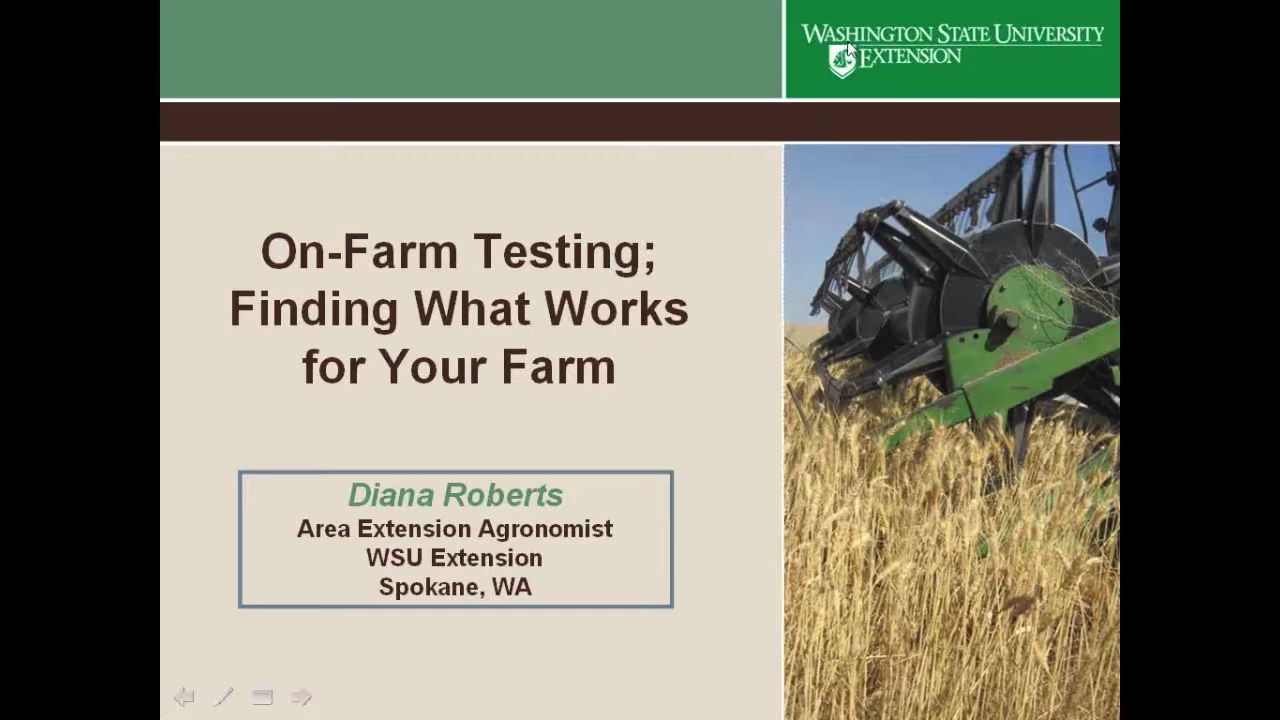 WASHINGTON STATE UNIVERSITY
EXTENSION
On-Farm Testing;
Finding What Works
for Your Farm
Diana Roberts
Area Extension Agronomist
WSU Extension
Spokane, WA